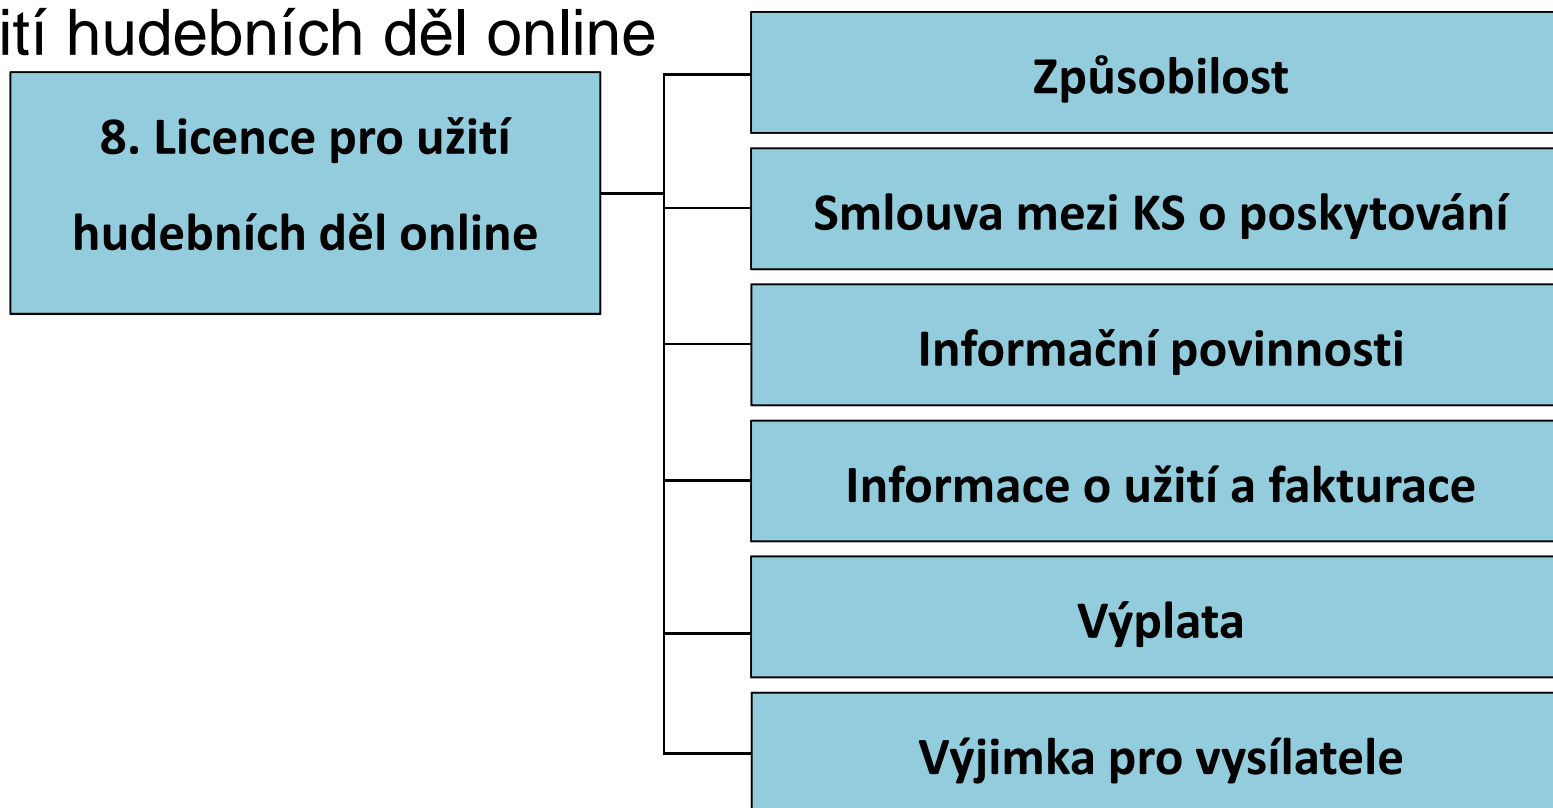 ití hudebních děl online
8. Licence pro užití
hudebních děl online
Způsobilost
Smlouva mezi KS o poskytování
Informační povinnosti
Informace o užití a fakturace
Výplata
Výjimka pro vysílatele